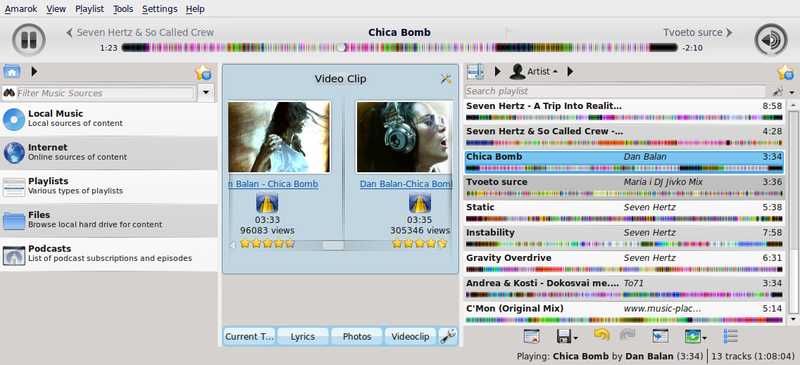 Amarok View Playlist Tools Settings Help
Seven Hertz & So Called Crew
Chica Bomb
Tvoeto surce
1:23
-2:10
Filter Music Sources
Local Music
Local sources of content
Internet
Online sources of content
Playlists
Various types of playlists
Files
Browse local hard drive for content
Podcasts
List of podcast subscriptions and episodes
Video Clip
n Balan - Chica Bomb
03:33
96083 views
Dan Balan-Chica Bomb
03:35
305346 views
Current T... Lyrics Photos Videoclip
Artist
Search playlist
Seven Hertz - A Trip Into Realit... 8:58
Seven Hertz & So Called Crew -... 4:28
Chica Bomb Dan Balan 3:34
Tvoeto surce Maria i DJ Jivko Mix 3:36
Static Seven Hertz 5:38
Instability Seven Hertz 7:58
Gravity Overdrive Seven Hertz 6:31
Andrea & Kosti - Dokosvai me.... To71 3:34
C'Mon (Original Mix) www.music-plac... 5:14
Playing: Chica Bomb by Dan Balan (3:34) 13 tracks (1:08:04)